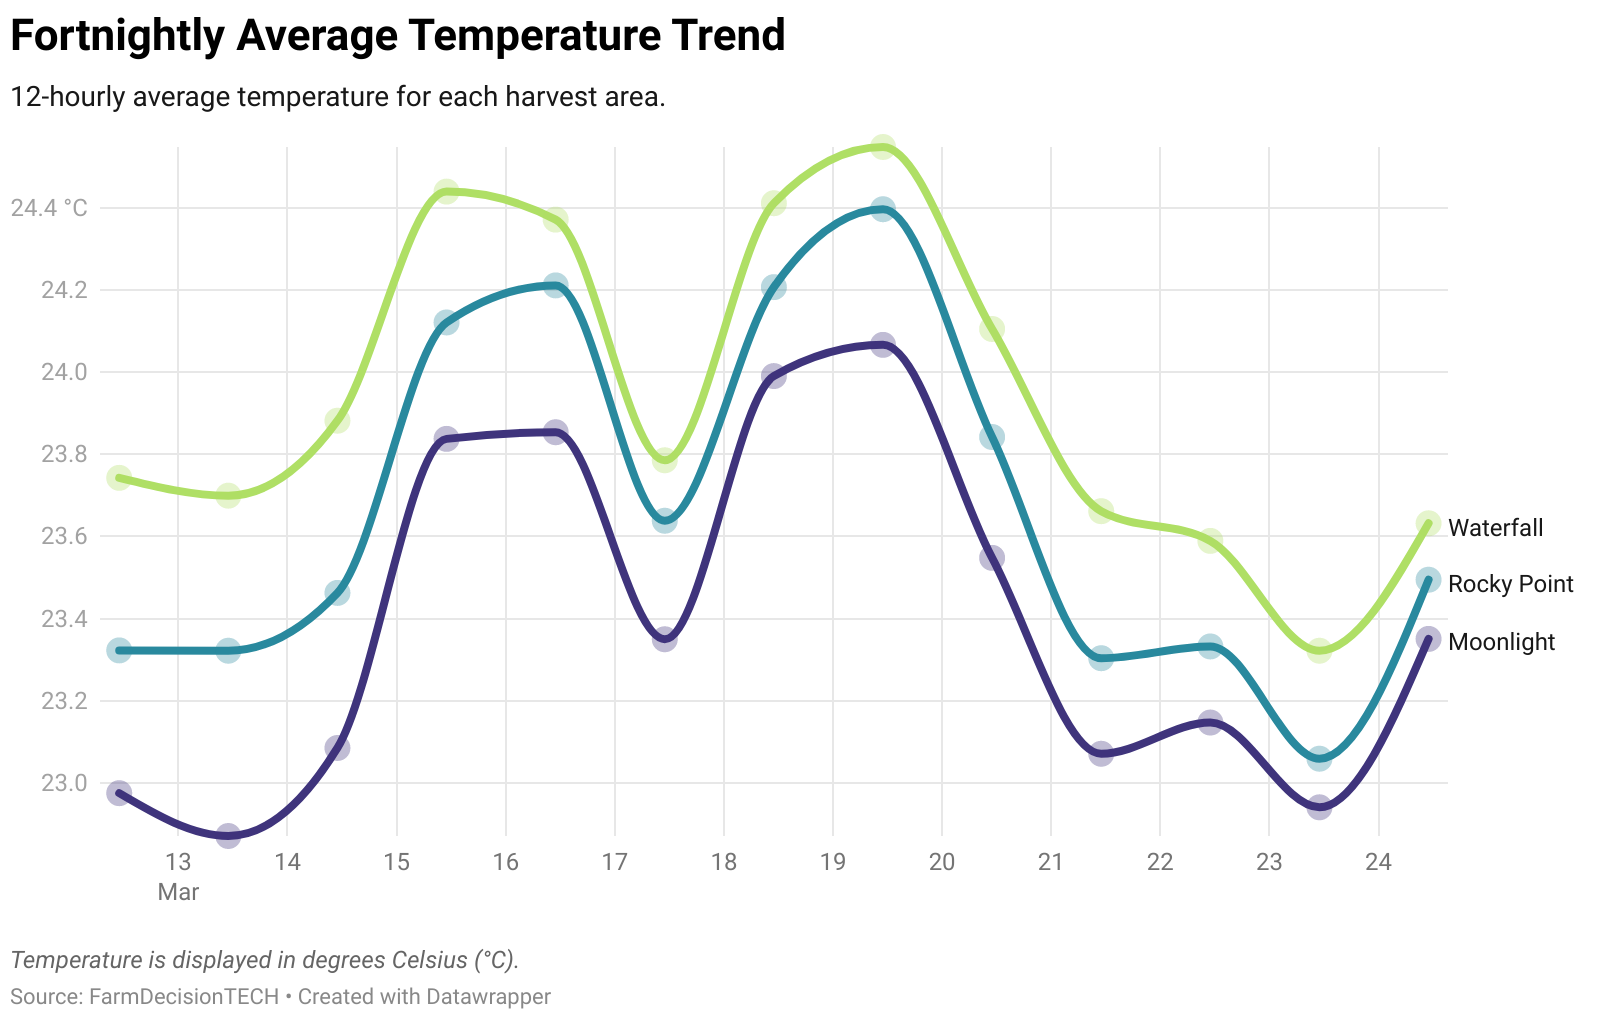 Fortnightly Average Temperature Trend
12-hourly average temperature for each harvest area.
24.4 °C
24.2
24.0
23.8
23.6
23.4
23.2
23.0
Waterfall
Rocky Point
Moonlight
13 14 15 16 17 18 19 20 21 22 23 24
Mar
Temperature is displayed in degrees Celsius (°C).
Source: FarmDecisionTECH • Created with Datawrapper